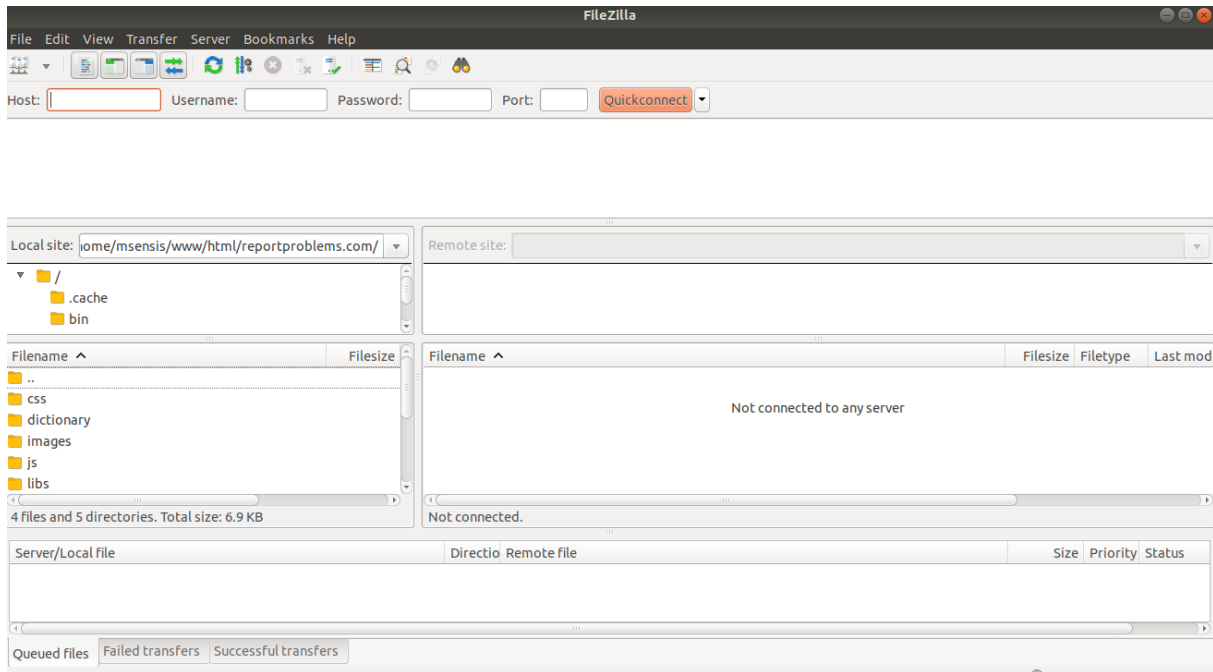 FileZilla
File Edit View Transfer Server Bookmarks Help
Host: Username: Password: Port: Quickconnect
Local site: ome/msensis/www/html/reportproblems.com/ Remote site:
/
.cache
bin
Filename Filesize Filename Filesize Filetype Last mod
..
css
dictionary
images
js
libs
Not connected to any server
4 files and 5 directories. Total size: 6.9 KB Not connected.
Server/Local file Directio Remote file Size Priority Status
Queued files Failed transfers Successful transfers